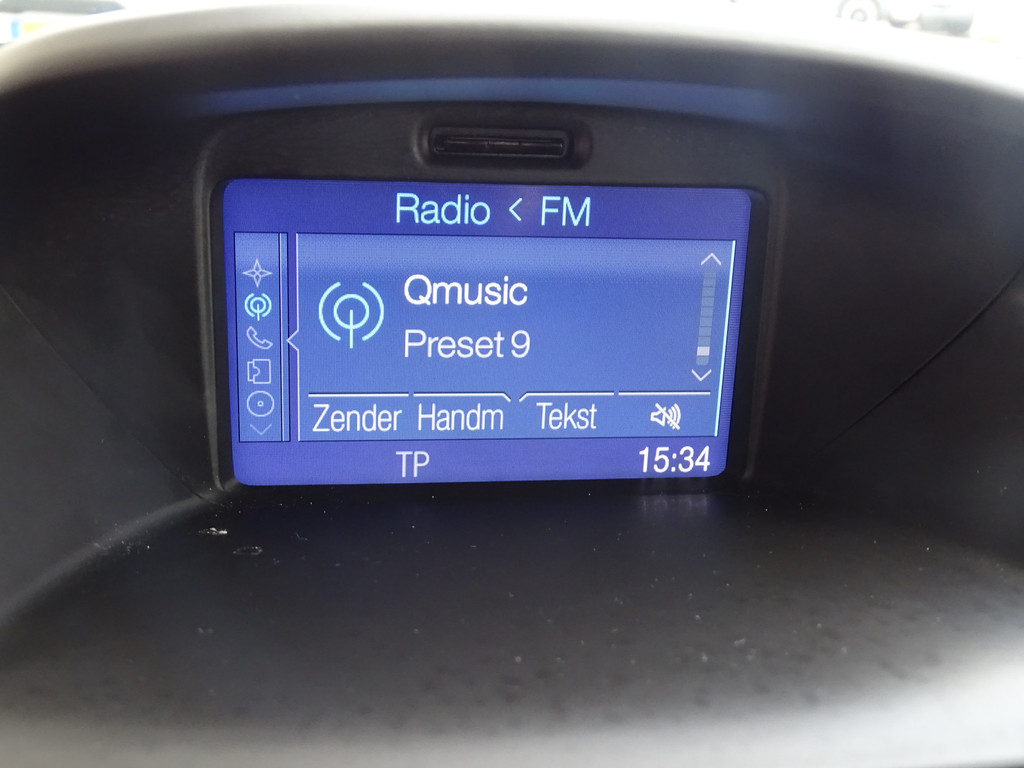 Radio < FM
Qmusic
Preset 9
Zender Handm Tekst
TP 15:34